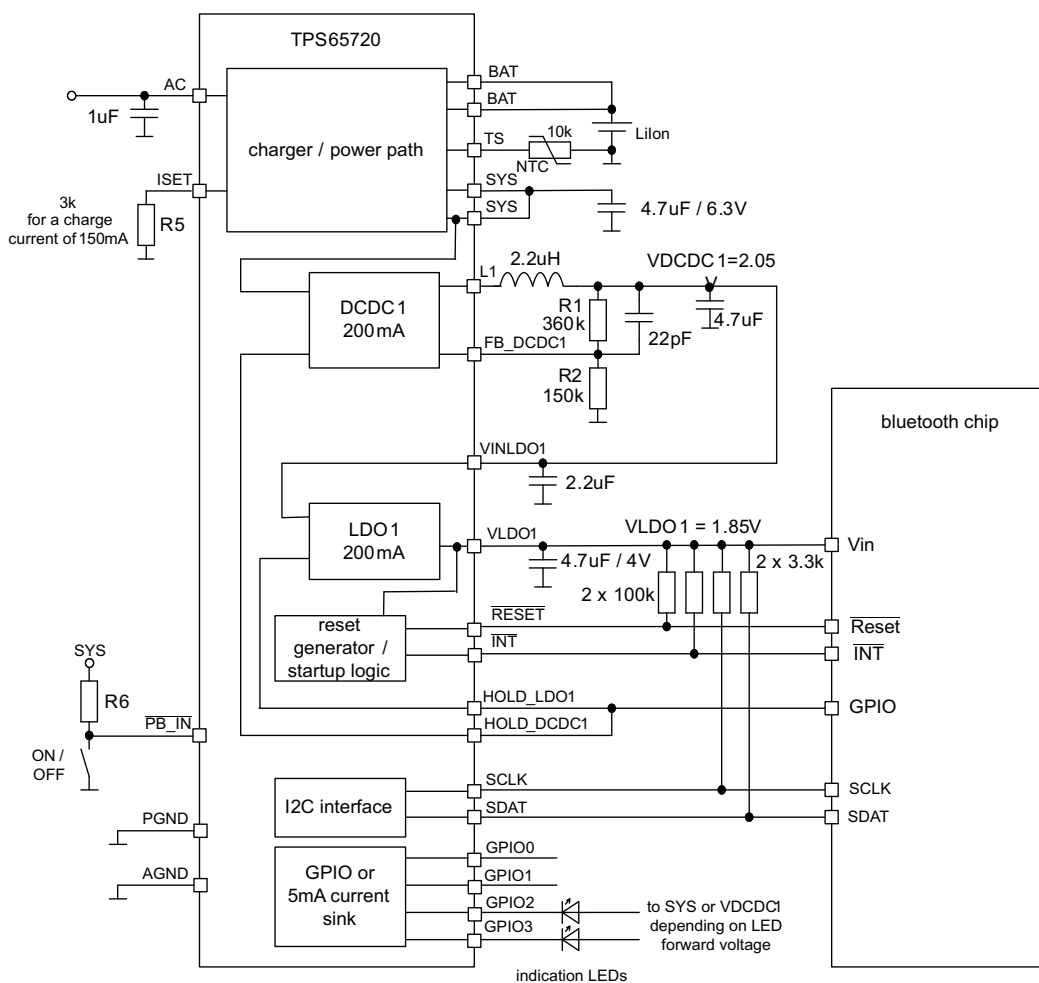 TPS65720
AC
1uF
ISET
3k
for a charge
current of 150mA
R5
charger / power path
BAT
BAT
TS
10k
NTC
LiIon
SYS
SYS
4.7uF / 6.3V
L1
2.2uH
VDCDC1=2.05
V
DCDC1
200mA
R1
360k
22pF
4.7uF
FB_DCDC1
R2
150k
bluetooth chip
VINLDO1
2.2uF
LDO1
200mA
VLDO1
VLDO1 = 1.85V
Vin
4.7uF / 4V
2 x 3.3k
2 x 100k
reset
generator /
startup logic
RESET
Reset
INT
INT
SYS
R6
HOLD_LDO1
GPIO
HOLD_DCDC1
PB_IN
ON /
OFF
I2C interface
SCLK
SCLK
SDAT
SDAT
PGND
AGND
GPIO or
5mA current
sink
GPIO0
GPIO1
GPIO2
GPIO3
to SYS or VDCDC1
depending on LED
forward voltage
indication LEDs